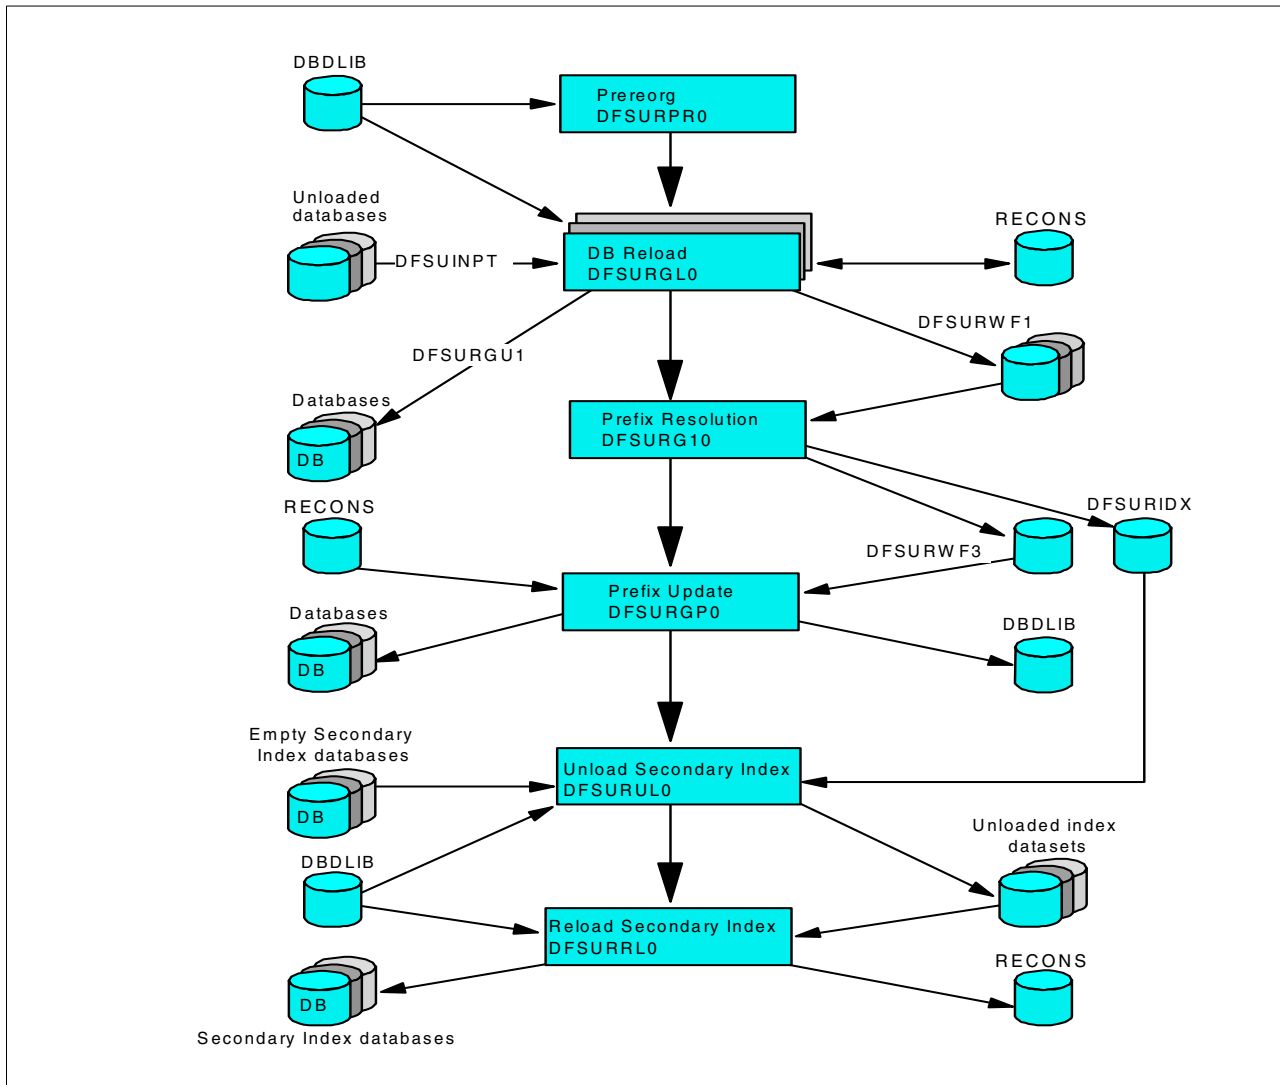 DBDLIB
Prereorg
DFSURPR0
Unloaded
databases
RECONS
DFSUINPT
DB Reload
DFSURGL0
DFSURWF1
DFSURGU1
Databases
DB
Prefix Resolution
DFSURG10
RECONS
DFSURIDX
DFSURWF3
Prefix Update
DFSURGP0
Databases
DB
DBDLIB
Empty Secondary
Index databases
DB
Unload Secondary Index
DFSURUL0
Unloaded index
datasets
DBDLIB
Reload Secondary Index
DFSURRL0
RECONS
DB
Secondary Index databases